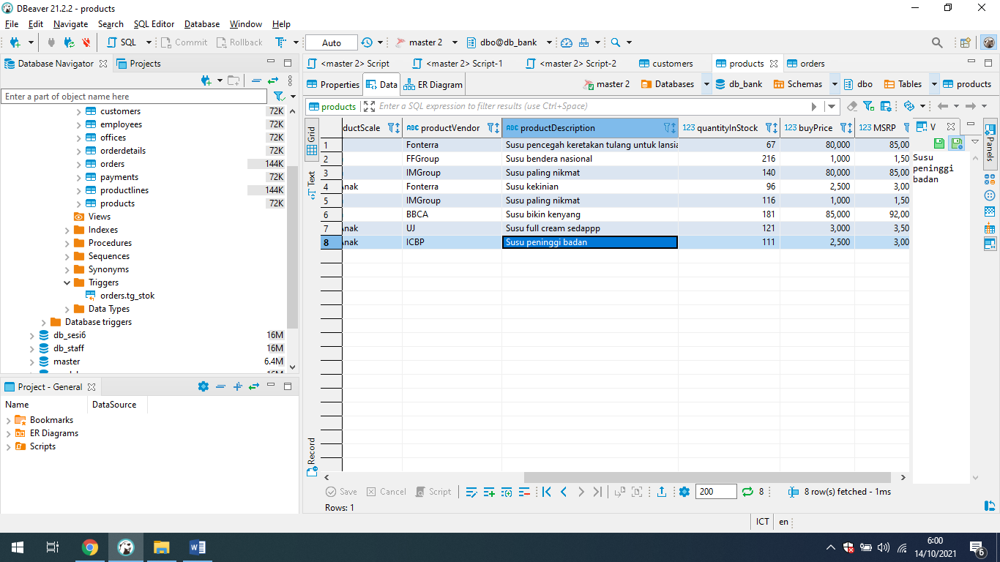 DBeaver 21.2.2 - products
File Edit Navigate Search SQL Editor Database Window Help
SQL Commit Rollback Auto master 2 dbo@db_bank
Database Navigator Projects
<master 2> Script <master 2> Script-1 <master 2> Script-2 customers products orders
Properties Data ER Diagram master 2 Databases db_bank Schemas dbo Tables products
Enter a part of object name here
products Enter a SQL expression to filter results (use Ctrl+Space)
customers 72K
employees 72K
offices 72K
orderdetails 72K
orders 144K
payments 72K
productlines 144K
products 72K
Views
Indexes
Procedures
Sequences
Synonyms
Triggers
orders.tg_stok
Data Types
Database triggers
db_sesi6 16M
db_staff 16M
master 6.4M
Project - General
Name DataSource
Bookmarks
ER Diagrams
Scripts
Grid
Text
Record
ductScale ABC productVendor ABC productDescription 123 quantityInStock 123 buyPrice 123 MSRP
1 Fonterra Susu pencegah keretakan tulang untuk lansia 67 80,000 85,00
2 FFGroup Susu bendera nasional 216 1,000 1,50
3 IMGroup Susu paling nikmat 140 80,000 85,00
4 Anak Fonterra Susu kekinian 96 2,500 3,00
5 IMGroup Susu paling nikmat 116 1,000 1,50
6 BBCA Susu bikin kenyang 181 85,000 92,00
7 Anak UJ Susu full cream sedappp 121 3,000 3,50
8 Anak ICBP Susu peninggi badan 111 2,500 3,00
V
Susu
peninggi
badan
Panels
Save Cancel Script 200 8 8 row(s) fetched - 1ms
Rows: 1
ICT en
6:00
14/10/2021
6